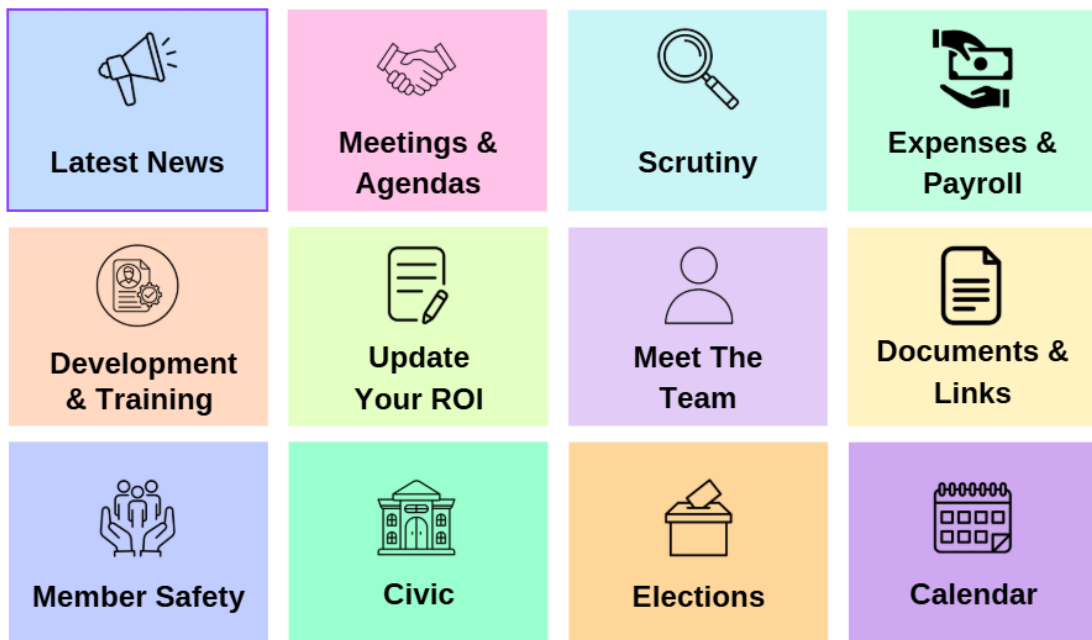 Latest News
Meetings &
Agendas
Scrutiny
Expenses &
Payroll
Development
& Training
Update
Your ROI
Meet The
Team
Documents &
Links
Member Safety
Civic
Elections
Calendar